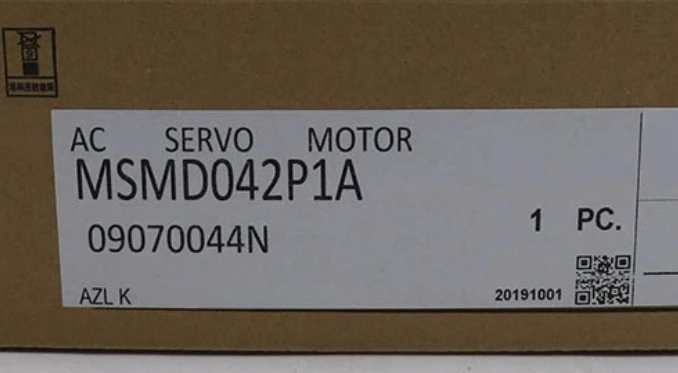 AC SERVO MOTOR
MSMD042P1A
09070044N
1 PC.
AZL K
20191001